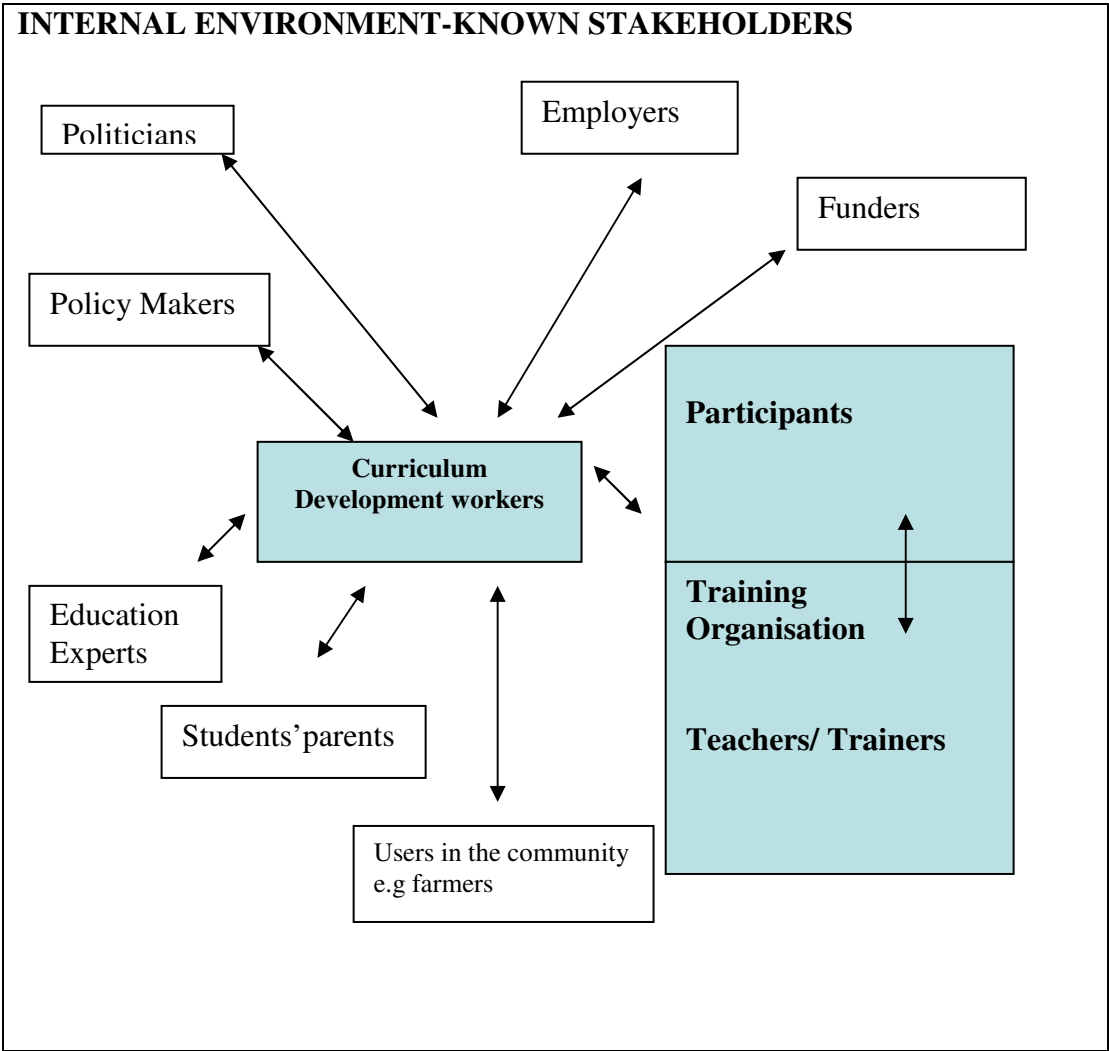 INTERNAL ENVIRONMENT-KNOWN STAKEHOLDERS
Politicians
Employers
Funders
Policy Makers
Participants
Curriculum
Development workers
Training
Organisation
Education
Experts
Students’parents
Teachers/ Trainers
Users in the community
e.g farmers